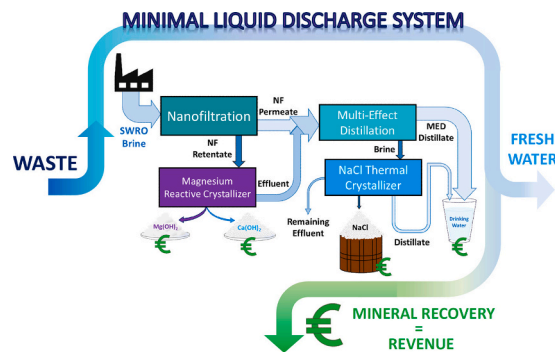 MINIMAL LIQUID DISCHARGE SYSTEM
SWRO
Brine
Nanofiltration
NF
Permeate
Multi-Effect
Distillation
MED
Distillate
WASTE
NF
Retentate
Brine
FRESH
WATER
Magnesium
Reactive Crystallizer
Effluent
NaCl Thermal
Crystallizer
Mg(OH)2
Ca(OH)2
Remaining
Effluent
NaCl
Distillate
Drinking
Water
€
€
€
€
€
MINERAL RECOVERY
=
REVENUE